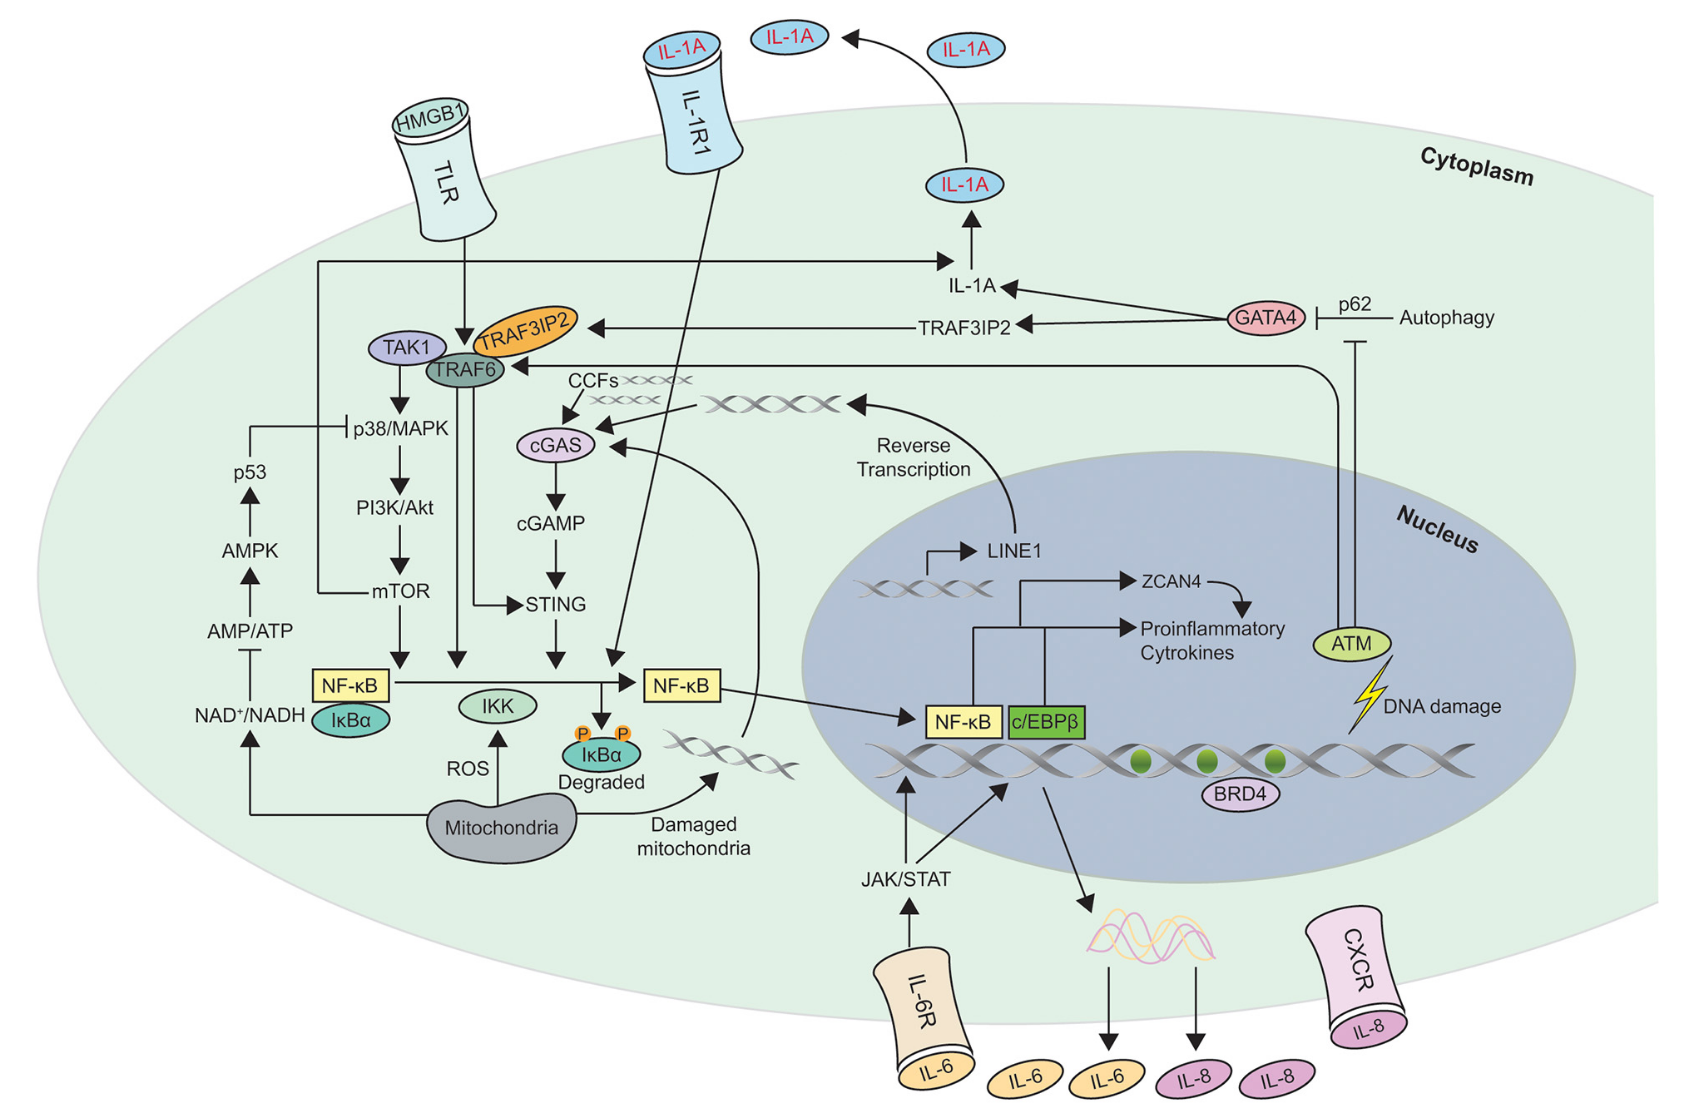 IL-1A
IL-1A
IL-1A
HMGB1
IL-1R1
Cytoplasm
TLR
IL-1A
IL-1A
p62
GATA4
Autophagy
TRAF3IP2
TRAF3IP2
TAK1
TRAF6
CCFs
p38/MAPK
cGAS
Reverse
Transcription
p53
PI3K/Akt
cGAMP
Nucleus
AMPK
LINE1
mTOR
STING
ZCAN4
AMP/ATP
Proinflammatory
Cytrokines
ATM
NF-κB
NF-κB
IKK
DNA damage
NAD⁺/NADH
IκBα
NF-κB
c/EBPβ
P
P
IκBα
ROS
Degraded
BRD4
Mitochondria
Damaged
mitochondria
JAK/STAT
CXCR
IL-6R
IL-8
IL-6
IL-6
IL-6
IL-8
IL-8